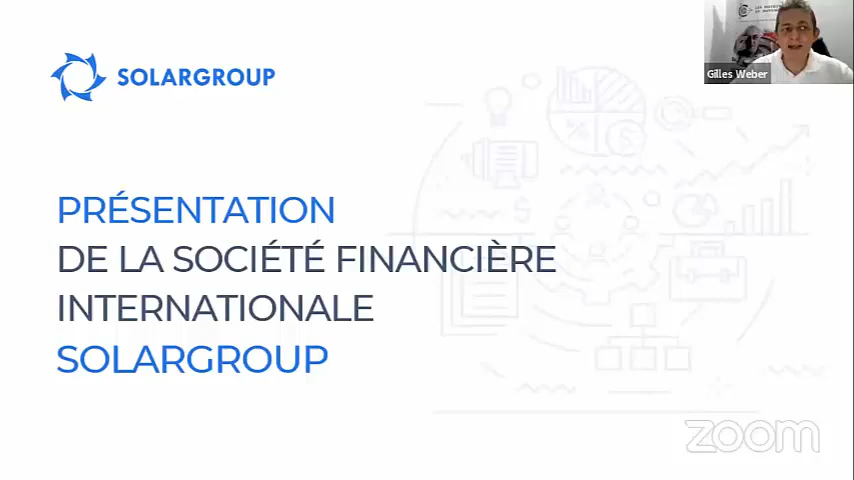 SOLARGROUP
Gilles Weber
PRÉSENTATION
DE LA SOCIÉTÉ FINANCIÈRE
INTERNATIONALE
SOLARGROUP
zoom